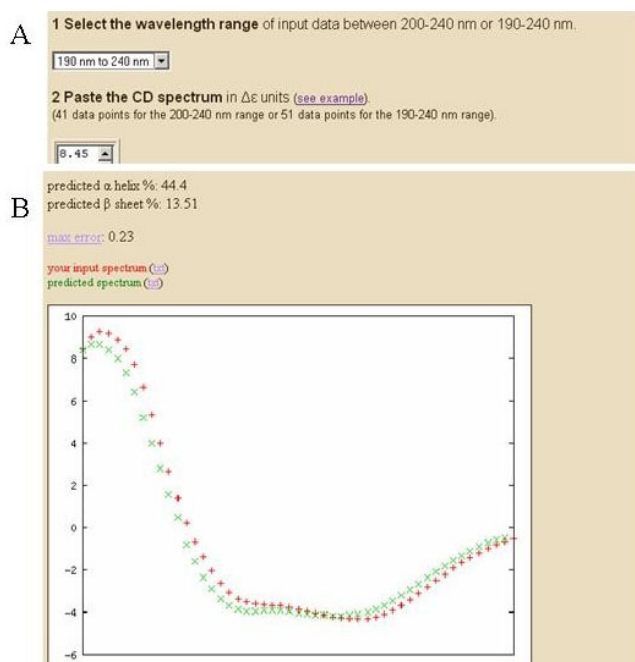 A
1 Select the wavelength range of input data between 200-240 nm or 190-240 nm.
190 nm to 240 nm
2 Paste the CD spectrum in Δε units (see example).
(41 data points for the 200-240 nm range or 51 data points for the 190-240 nm range).
8.45
B
predicted α helix %: 44.4
predicted β sheet %: 13.51
max error: 0.23
your input spectrum (txt)
predicted spectrum (txt)
10
8
6
4
2
0
-2
-4
-6